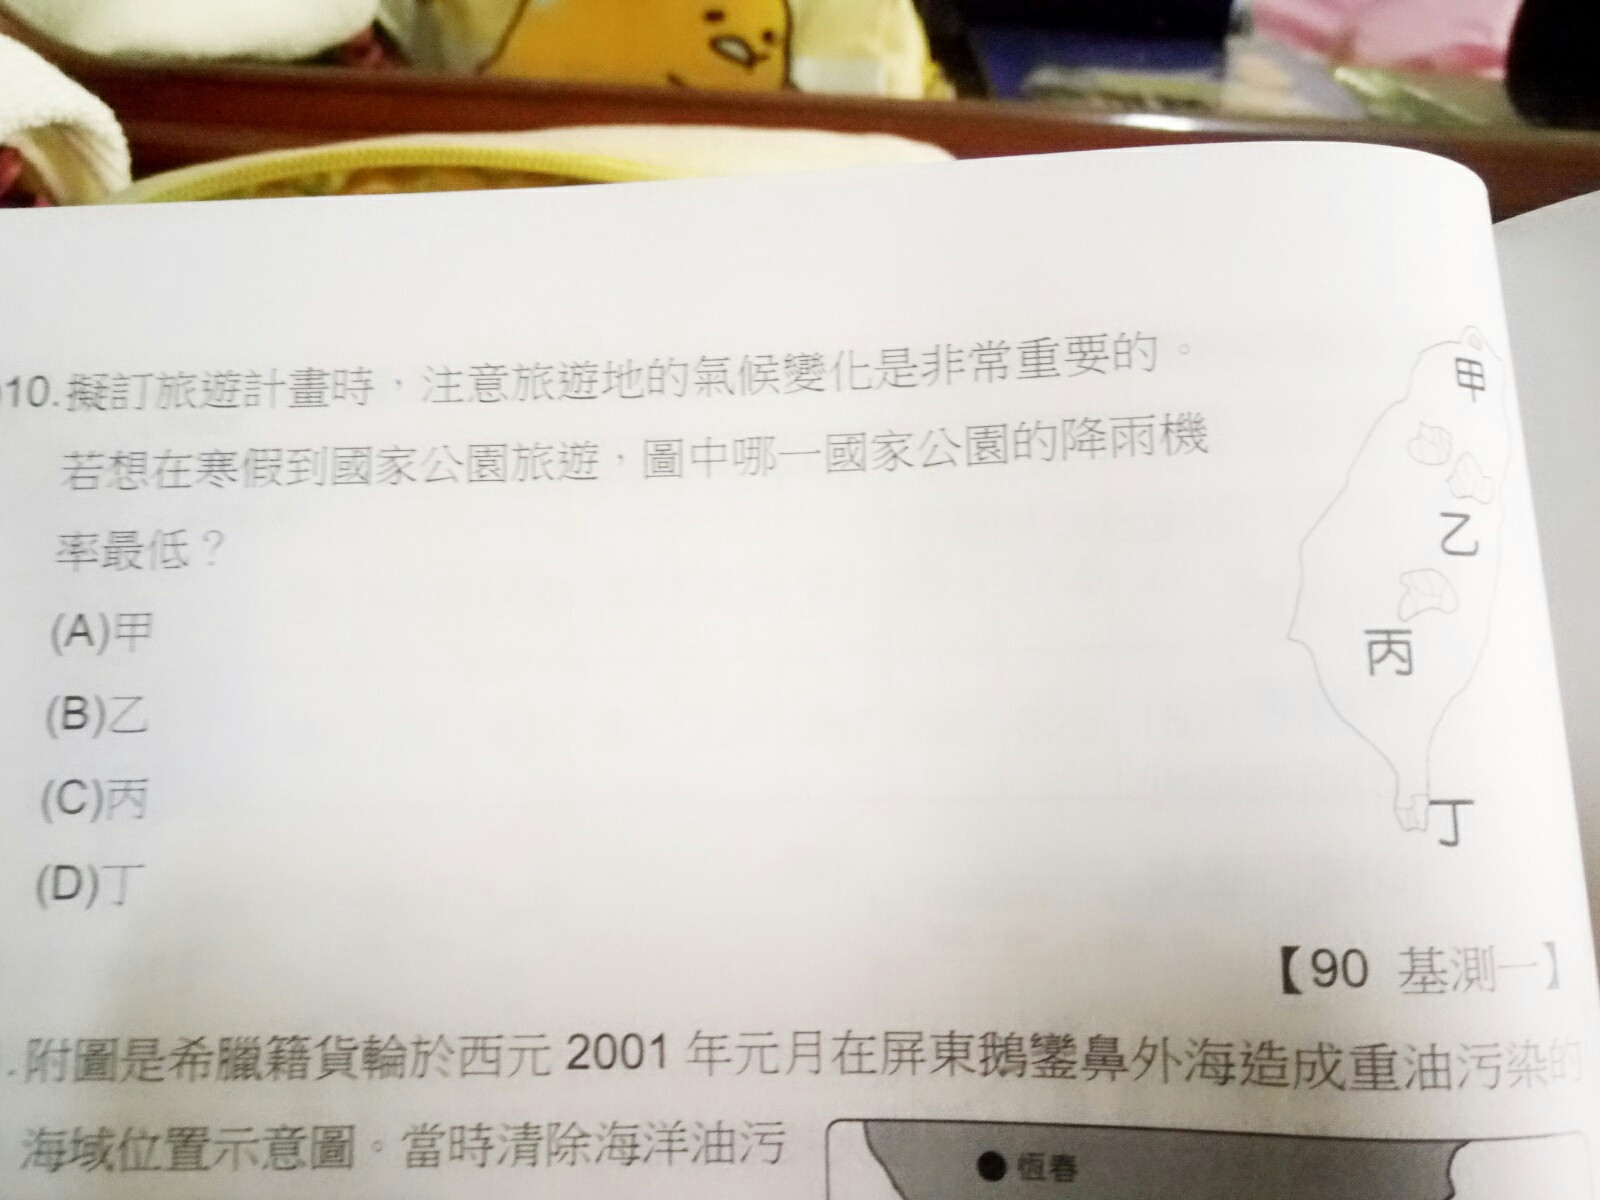 10.擬訂旅遊計畫時，注意旅遊地的氣候變化是非常重要的。
若想在寒假到國家公園旅遊，圖中哪一國家公園的降雨機
率最低？
(A)甲
(B)乙
(C)丙
(D)丁
甲
乙
丙
丁
【90 基測一】
.附圖是希臘籍貨輪於西元 2001 年元月在屏東鵝鑾鼻外海造成重油污染的
海域位置示意圖。當時清除海洋油污
恆春